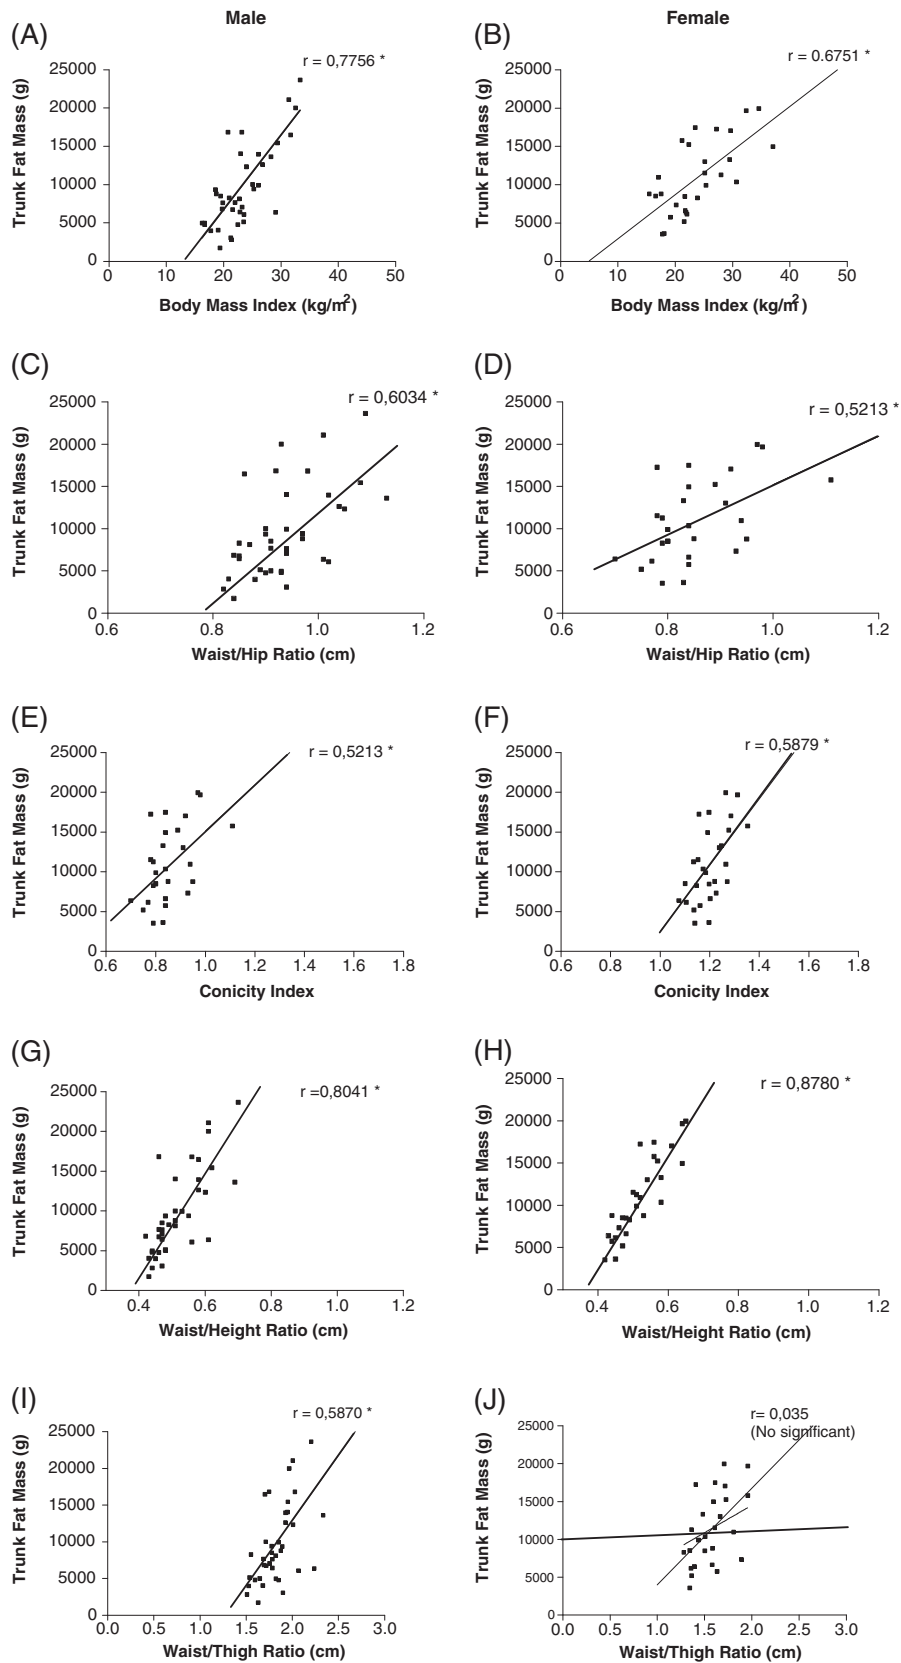 Male
Female
(A)
r = 0,7756 *
Trunk Fat Mass (g)
25000
20000
15000
10000
5000
0
0 10 20 30 40 50
Body Mass Index (kg/m²)
(B)
r = 0.6751 *
Trunk Fat Mass (g)
25000
20000
15000
10000
5000
0
0 10 20 30 40 50
Body Mass Index (kg/m²)
(C)
r = 0,6034 *
Trunk Fat Mass (g)
25000
20000
15000
10000
5000
0
0.6 0.8 1.0 1.2
Waist/Hip Ratio (cm)
(D)
r = 0,5213 *
Trunk Fat Mass (g)
25000
20000
15000
10000
5000
0
0.6 0.8 1.0 1.2
Waist/Hip Ratio (cm)
(E)
r = 0,5213 *
Trunk Fat Mass (g)
25000
20000
15000
10000
5000
0
0.6 0.8 1.0 1.2 1.4 1.6 1.8
Conicity Index
(F)
r = 0,5879 *
Trunk Fat Mass (g)
25000
20000
15000
10000
5000
0
0.6 0.8 1.0 1.2 1.4 1.6 1.8
Conicity Index
(G)
r =0,8041 *
Trunk Fat Mass (g)
25000
20000
15000
10000
5000
0
0.4 0.6 0.8 1.0 1.2
Waist/Height Ratio (cm)
(H)
r = 0,8780 *
Trunk Fat Mass (g)
25000
20000
15000
10000
5000
0
0.4 0.6 0.8 1.0 1.2
Waist/Height Ratio (cm)
(I)
r = 0,5870 *
Trunk Fat Mass (g)
25000
20000
15000
10000
5000
0
0.0 0.5 1.0 1.5 2.0 2.5 3.0
Waist/Thigh Ratio (cm)
(J)
r= 0,035
(No significant)
Trunk Fat Mass (g)
25000
20000
15000
10000
5000
0
0.0 0.5 1.0 1.5 2.0 2.5 3.0
Waist/Thigh Ratio (cm)